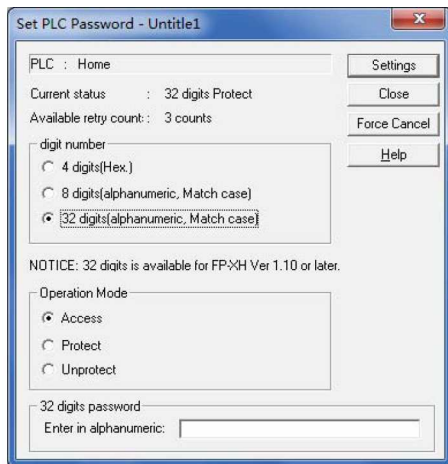 Set PLC Password - Untitle1
PLC : Home
Settings
Current status : 32 digits Protect
Close
Available retry count: : 3 counts
Force Cancel
digit number
Help
4 digits(Hex.)
8 digits(alphanumeric, Match case)
32 digits(alphanumeric, Match case)
NOTICE: 32 digits is available for FP-XH Ver 1.10 or later.
Operation Mode
Access
Protect
Unprotect
32 digits password
Enter in alphanumeric: